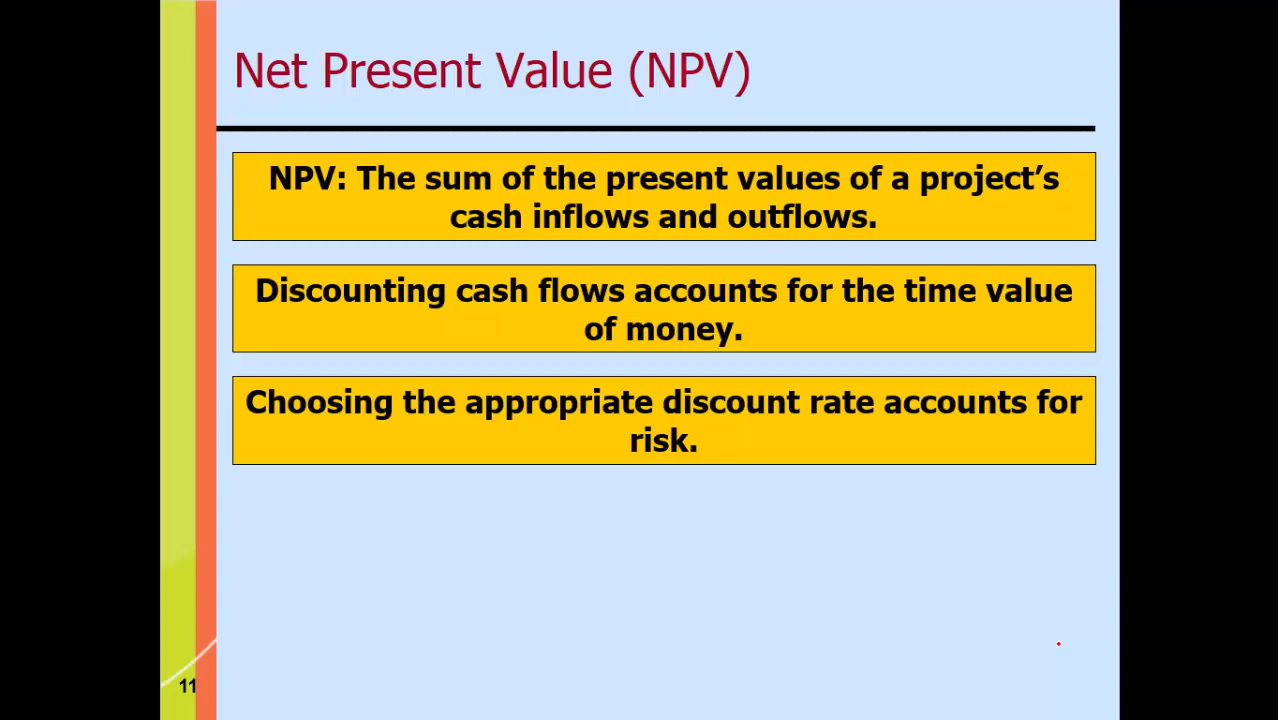 Net Present Value (NPV)
NPV: The sum of the present values of a project’s
cash inflows and outflows.
Discounting cash flows accounts for the time value
of money.
Choosing the appropriate discount rate accounts for
risk.
11